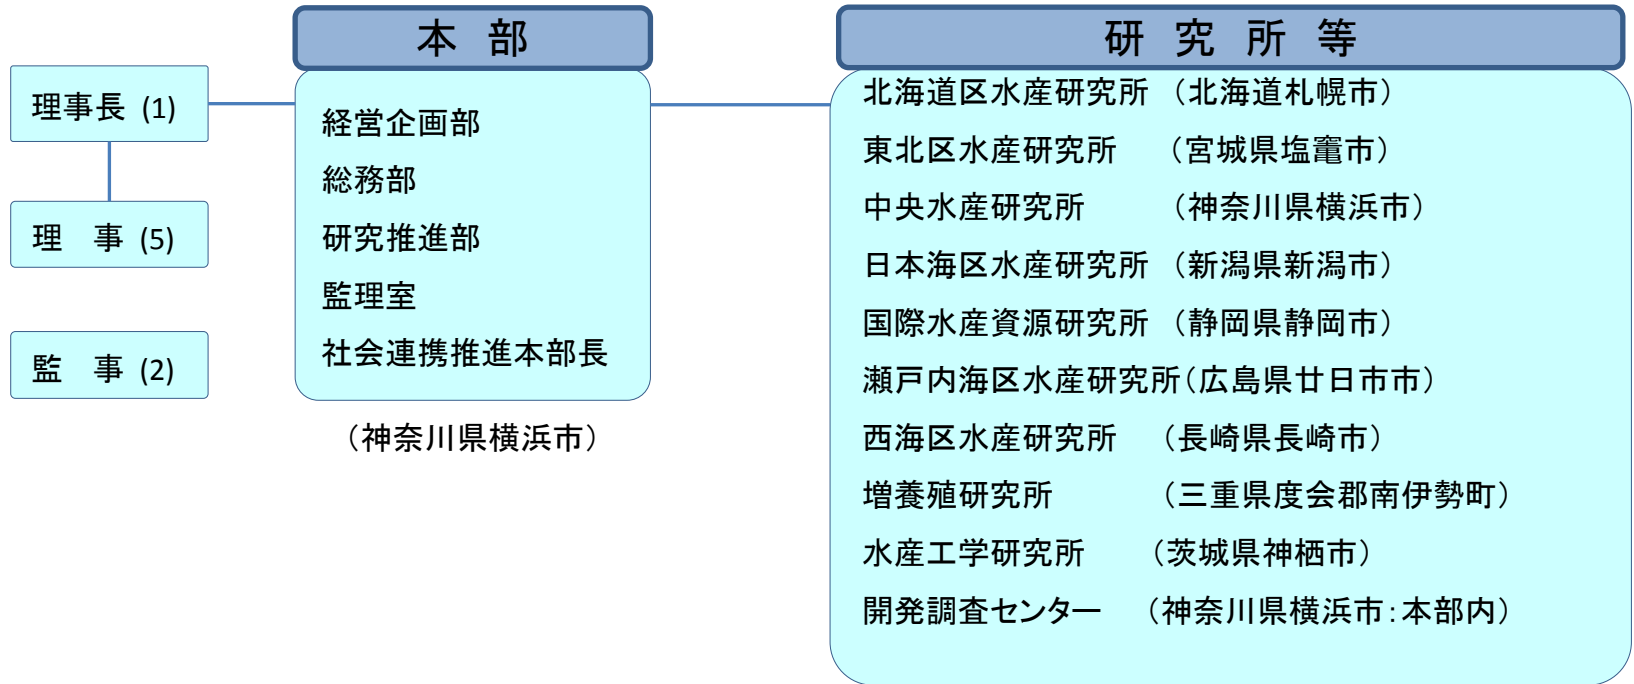 理事長 (1)
理　事 (5)
監　事 (2)
本　部
経営企画部
総務部
研究推進部
監理室
社会連携推進本部長
（神奈川県横浜市）
研　究　所　等
北海道区水産研究所 （北海道札幌市）
東北区水産研究所 （宮城県塩竈市）
中央水産研究所 （神奈川県横浜市）
日本海区水産研究所 （新潟県新潟市）
国際水産資源研究所 （静岡県静岡市）
瀬戸内海区水産研究所（広島県廿日市市）
西海区水産研究所 （長崎県長崎市）
増養殖研究所 （三重県度会郡南伊勢町）
水産工学研究所 （茨城県神栖市）
開発調査センター （神奈川県横浜市：本部内）